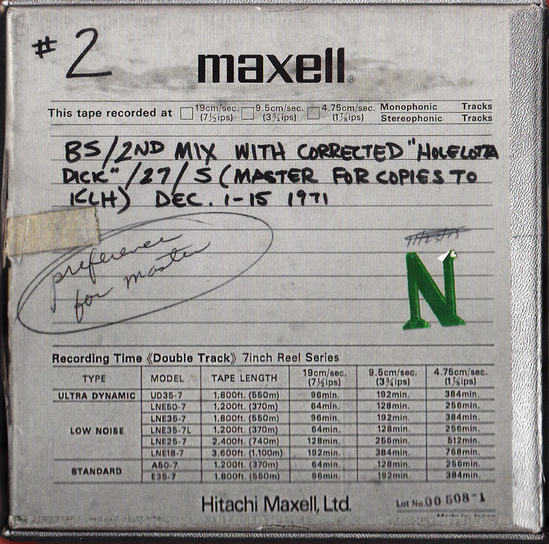 #2
maxell®
This tape recorded at 19cm/sec. (7½ips) 9.5cm/sec. (3¾ips) 4.75cm/sec. (1⅞ips) Monophonic Tracks
Stereophonic Tracks
BS/2ND MIX WITH CORRECTED "HOLELOTTA
DICK"/27/S (MASTER FOR COPIES TO
KLH) DEC. 1-15 1971
preference
for master
N
Recording Time 《Double Track》 7inch Reel Series
TYPE MODEL TAPE LENGTH 19cm/sec. (7½ips) 9.5cm/sec. (3¾ips) 4.75cm/sec. (1⅞ips)
ULTRA DYNAMIC UD35-7 1,800ft. (550m) 96min. 192min. 384min.
LNE50-7 1,200ft. (370m) 64min. 128min. 256min.
LNE35-7 1,800ft. (550m) 96min. 192min. 384min.
LOW NOISE LNE35-7L 1,200ft. (370m) 64min. 128min. 256min.
LNE25-7 2,400ft. (740m) 128min. 256min. 512min.
LNE18-7 3,600ft. (1,100m) 192min. 384min. 768min.
STANDARD A50-7 1,200ft. (370m) 64min. 128min. 256min.
E35-7 1,800ft. (550m) 96min. 192min. 384min.
Hitachi Maxell, Ltd.
Lot No. 00 508-1